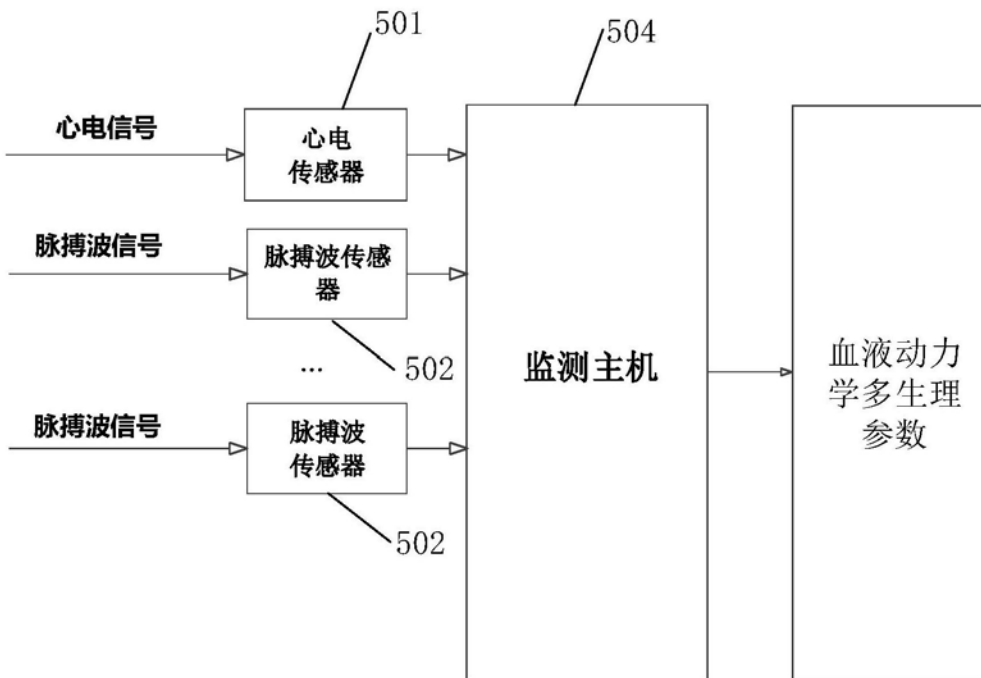 501
504
心电信号
心电
传感器
脉搏波信号
脉搏波传感
器
502
...
监测主机
血液动力
学多生理
参数
脉搏波信号
脉搏波
传感器
502